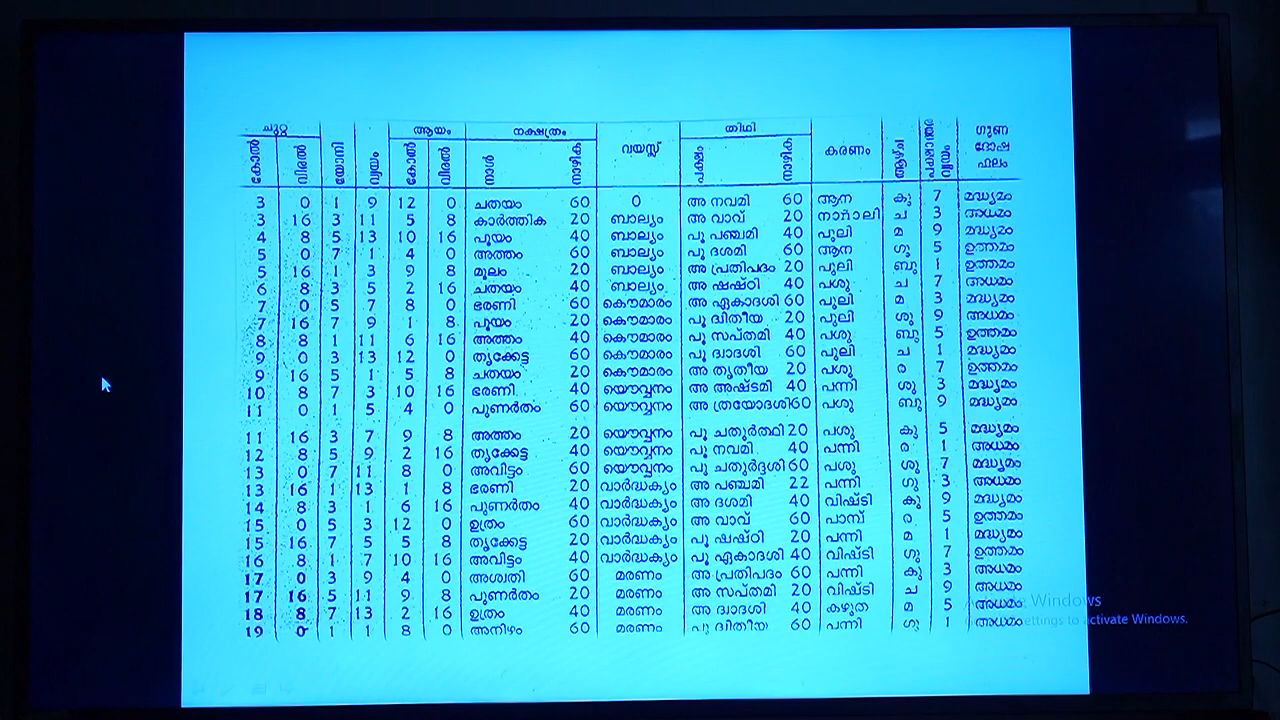 ചുറ്റ ആയം നക്ഷത്രം തിഥി
കോൽ വിരൽ യോനി വ്യയം കോൽ വിരൽ നാൾ നാഴിക വയസ്സ് പക്ഷം നാഴിക കരണം ആഴ്ച വ്യയം ഗുണ ദോഷ ഫലം
3 0 1 9 12 0 ചതയം 60 0 അ നവമി 60 ആന കു 7 മദ്ധ്യമം
3 16 3 11 5 8 കാർത്തിക 20 ബാല്യം അ വാവ് 20 നാൽ‌കാലി ച 3 അധമം
4 8 5 13 10 16 പൂയം 40 ബാല്യം പൂ പഞ്ചമി 40 പുലി മ 9 മദ്ധ്യമം
5 0 7 1 4 0 അത്തം 60 ബാല്യം പൂ ദശമി 60 ആന ഗു 5 ഉത്തമം
5 16 1 3 9 8 മൂലം 20 ബാല്യം അ പ്രതിപദം 20 പുലി ബു 1 ഉത്തമം
6 8 3 5 2 16 ചതയം 40 ബാല്യം അ ഷഷ്ഠി 40 പശു ച 7 അധമം
7 0 5 7 8 0 ഭരണി 60 കൌമാരം അ ഏകാദശി 60 പുലി മ 3 മദ്ധ്യമം
7 16 7 9 1 8 പൂയം 20 കൌമാരം പൂ ദ്വിതീയ 20 പുലി ശു 9 അധമം
8 8 1 11 6 16 അത്തം 40 കൌമാരം പൂ സപ്തമി 40 പശു ബു 5 ഉത്തമം
9 0 3 13 12 0 തൃക്കേട്ട 60 കൌമാരം പൂ ദ്വാദശി 60 പുലി ച 1 മദ്ധ്യമം
9 16 5 1 5 8 ചതയം 20 കൌമാരം അ തൃതീയ 20 പശു ര 7 ഉത്തമം
10 8 7 3 10 16 ഭരണി 40 യൌവ്വനം അ അഷ്ടമി 40 പന്നി ശു 3 മദ്ധ്യമം
11 0 1 5 4 0 പുണർതം 60 യൌവ്വനം അ ത്രയോദശി 60 പശു ബു 9 മദ്ധ്യമം
11 16 3 7 9 8 അത്തം 20 യൌവ്വനം പൂ ചതുർത്ഥി 20 പശു കു 5 മദ്ധ്യമം
12 8 5 9 2 16 തൃക്കേട്ട 40 യൌവ്വനം പൂ നവമി 40 പന്നി ര 1 അധമം
13 0 7 11 8 0 അവിട്ടം 60 യൌവ്വനം പൂ ചതുർദ്ദശി 60 പശു ശു 7 മദ്ധ്യമം
13 16 1 13 1 8 ഭരണി 20 വാർദ്ധക്യം അ പഞ്ചമി 22 പന്നി ഗു 3 അധമം
14 8 3 1 6 16 പുണർതം 40 വാർദ്ധക്യം അ ദശമി 40 വിഷ്ടി കു 9 മദ്ധ്യമം
15 0 5 3 12 0 ഉത്രം 60 വാർദ്ധക്യം അ വാവ് 60 പാമ്പ് ര 5 ഉത്തമം
15 16 7 5 5 8 തൃക്കേട്ട 20 വാർദ്ധക്യം പൂ ഷഷ്ഠി 20 പന്നി മ 1 മദ്ധ്യമം
16 8 1 7 10 16 അവിട്ടം 40 വാർദ്ധക്യം പൂ ഏകാദശി 40 വിഷ്ടി ഗു 7 ഉത്തമം
17 0 3 9 4 0 അശ്വതി 60 മരണം അ പ്രതിപദം 60 പന്നി കു 3 അധമം
17 16 5 11 9 8 പുണർതം 20 മരണം അ സപ്തമി 20 വിഷ്ടി ച 9 അധമം
18 8 7 13 2 16 ഉത്രം 40 മരണം അ ദ്വാദശി 40 കഴുത മ 5 അധമം
19 0 1 1 8 0 അനിഴം 60 മരണം പൂ ദ്വിതീയ 60 പന്നി ഗു 1 അധമം
Windows
ettings to activate Windows.